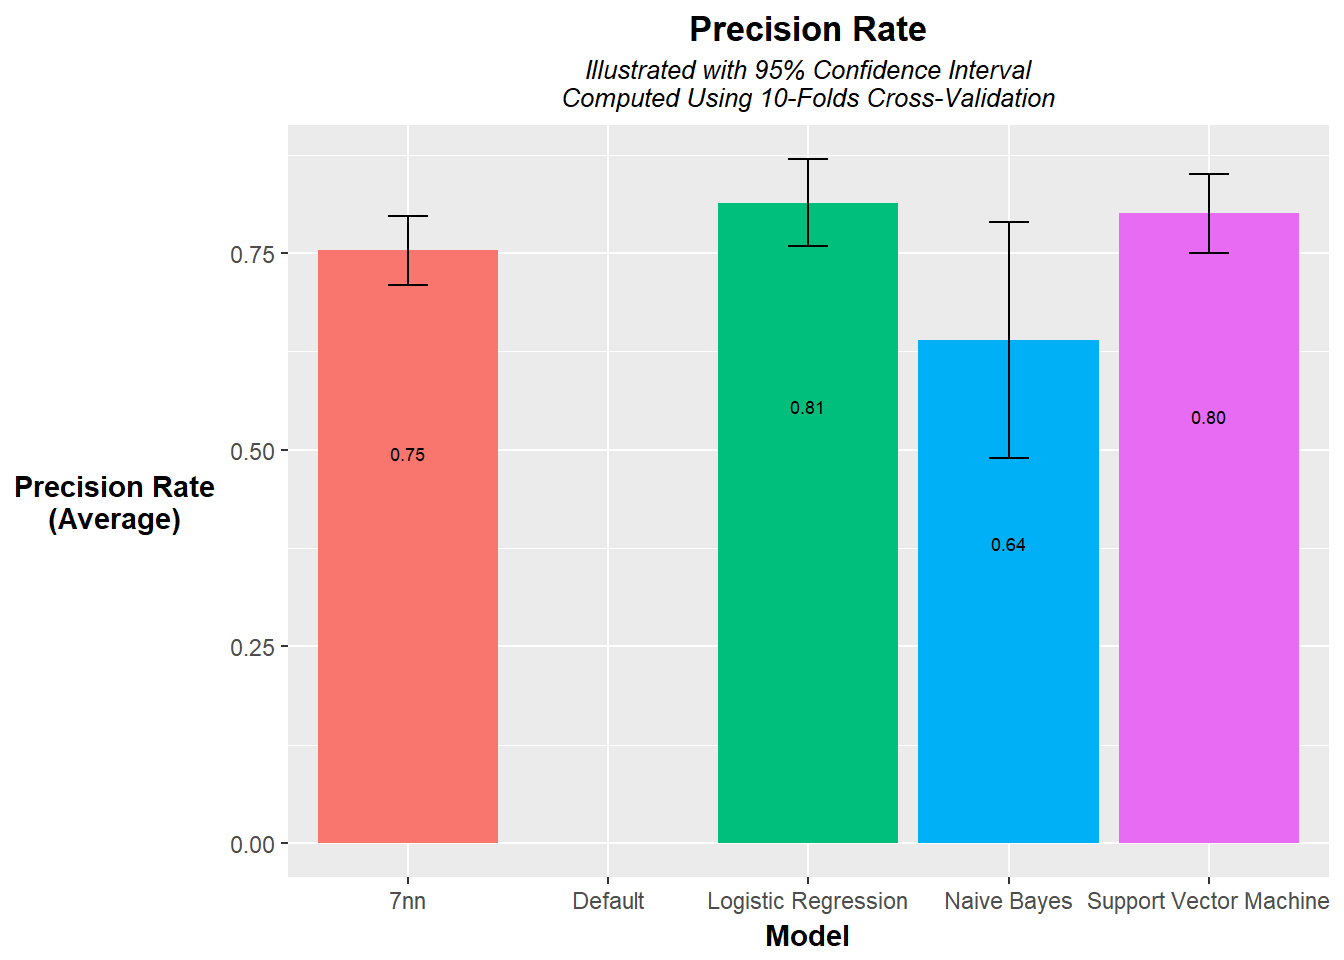 Precision Rate
Illustrated with 95% Confidence Interval
Computed Using 10-Folds Cross-Validation
0.75
0.50
0.25
0.00
Precision Rate
(Average)
0.75
0.81
0.64
0.80
7nn
Default
Logistic Regression
Naive Bayes
Support Vector Machine
Model